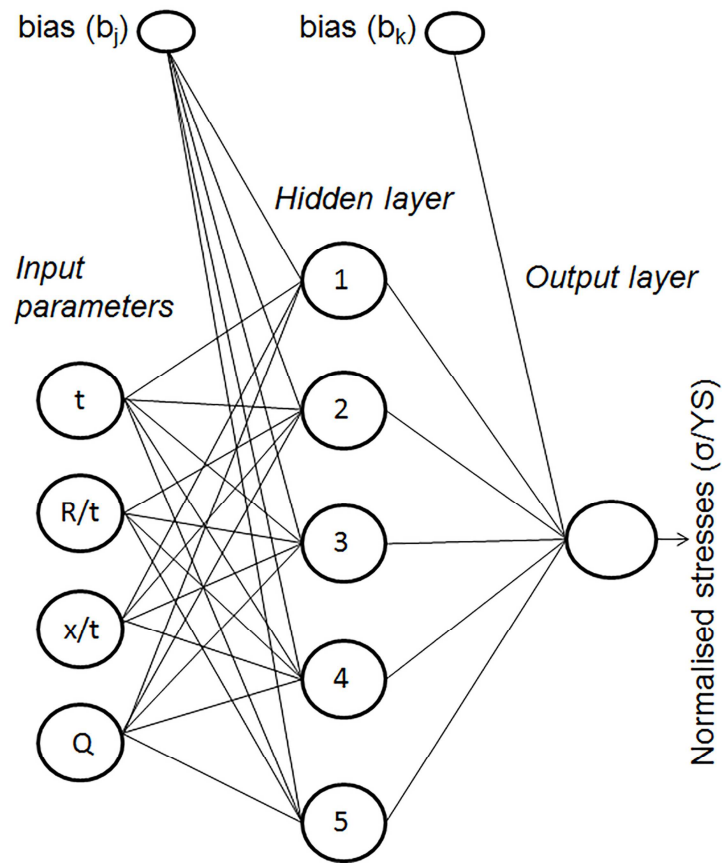 bias (bj)
bias (bk)
Hidden layer
Input
parameters
Output layer
t
R/t
x/t
Q
1
2
3
4
5
Normalised stresses (σ/YS)